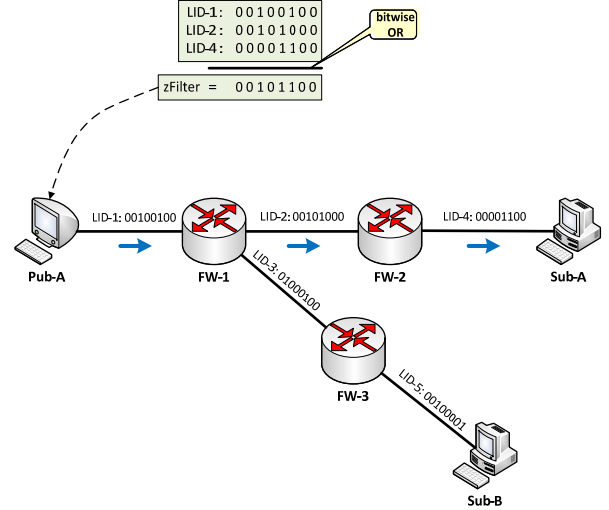 LID-1: 00100100
LID-2: 00101000
LID-4: 00001100
bitwise
OR
zFilter = 00101100
LID-1: 00100100
LID-2: 00101000
LID-4: 00001100
Pub-A
FW-1
FW-2
Sub-A
LID-3: 01000100
FW-3
LID-5: 00100001
Sub-B